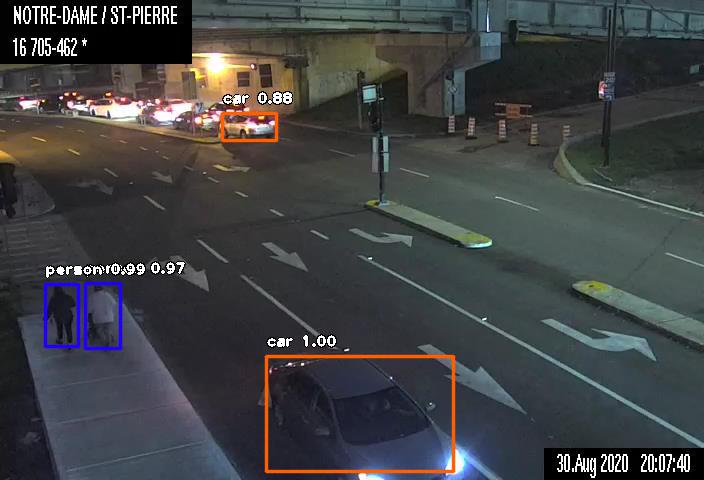 NOTRE-DAME / ST-PIERRE
16 705-462 *
car 0.88
person 0.99 0.97
car 1.00
30.Aug 2020 20:07:40